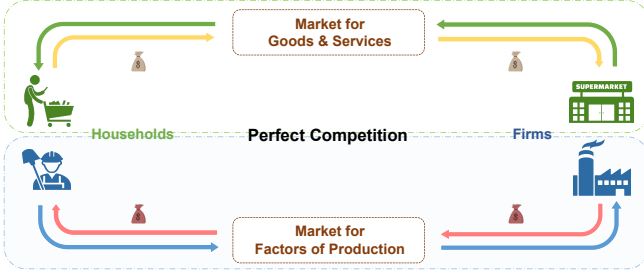 Market for
Goods & Services
$
$
SUPERMARKET
Households
Perfect Competition
Firms
$
$
Market for
Factors of Production